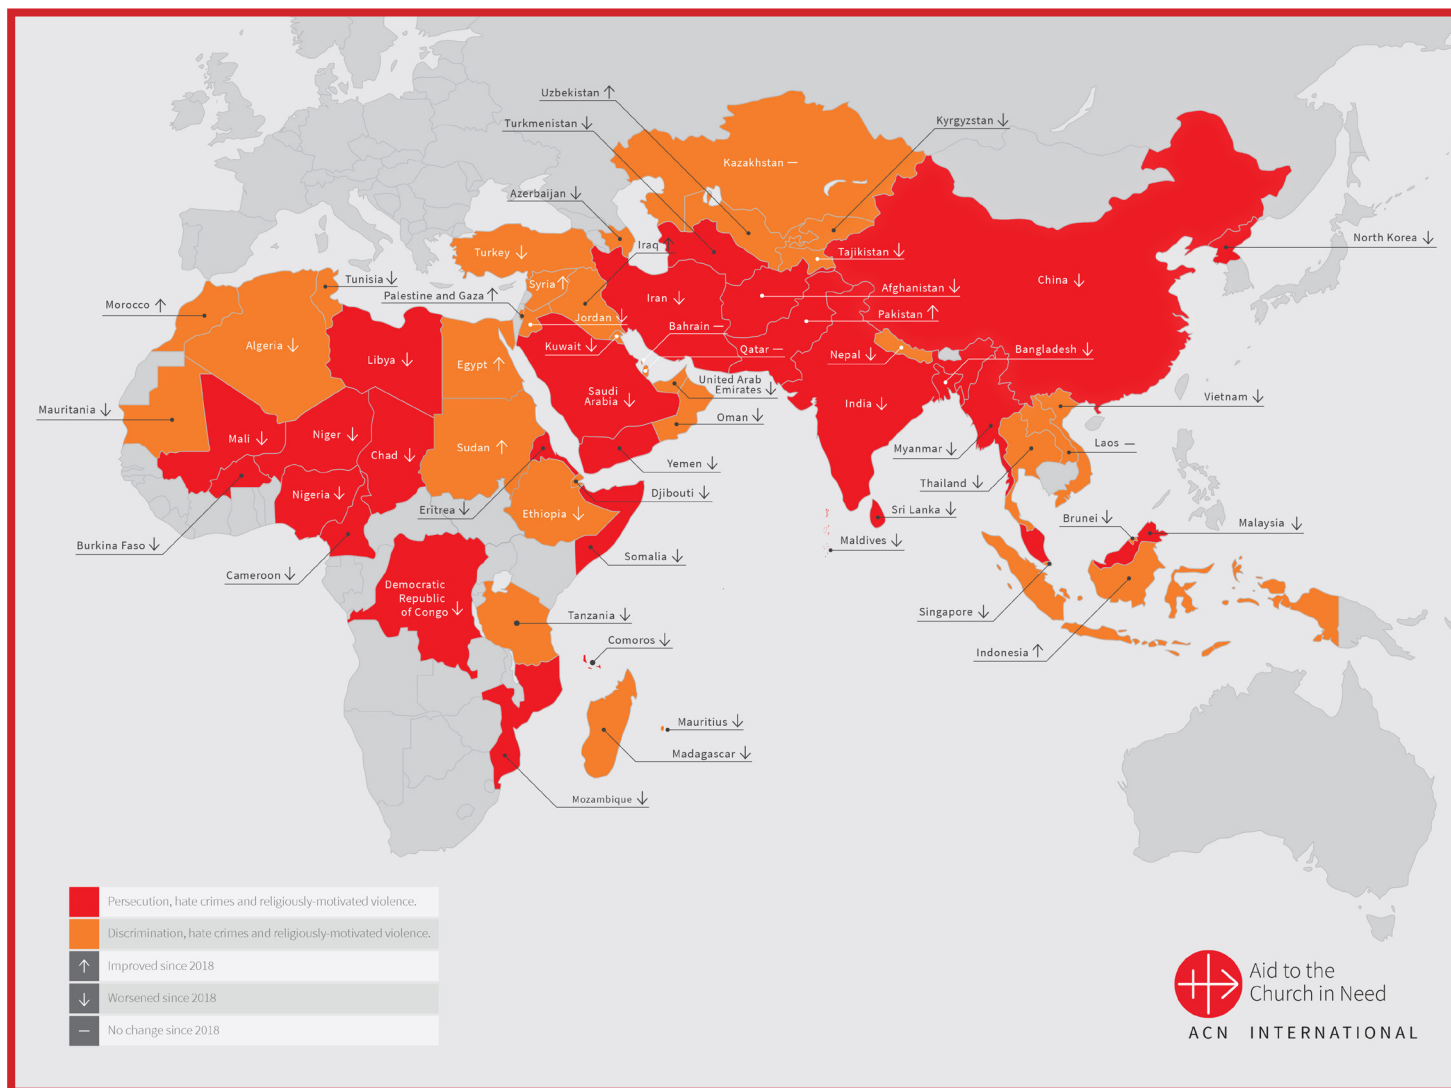 Uzbekistan ↑
Turkmenistan ↓
Kyrgyzstan ↓
Kazakhstan —
Azerbaijan ↓
North Korea ↓
Turkey ↓
Iraq ↑
Tajikistan ↓
Tunisia ↓
Syria ↑
China ↓
Morocco ↑
Palestine and Gaza ↑
Iran ↓
Afghanistan ↓
Jordan ↓
Pakistan ↑
Bahrain —
Algeria ↓
Libya ↓
Kuwait ↓
Qatar —
Nepal ↓
Bangladesh ↓
Egypt ↑
Saudi
Arabia ↓
United Arab
Emirates ↓
India ↓
Vietnam ↓
Mauritania ↓
Oman ↓
Mali ↓
Niger ↓
Sudan ↑
Laos —
Chad ↓
Yemen ↓
Myanmar ↓
Nigeria ↓
Djibouti ↓
Thailand ↓
Eritrea ↓
Ethiopia ↓
Sri Lanka ↓
Brunei ↓
Malaysia ↓
Burkina Faso ↓
Maldives ↓
Somalia ↓
Cameroon ↓
Democratic
Republic
of Congo ↓
Tanzania ↓
Singapore ↓
Comoros ↓
Indonesia ↑
Mauritius ↓
Madagascar ↓
Mozambique ↓
Persecution, hate crimes and religiously-motivated violence.
Discrimination, hate crimes and religiously-motivated violence.
↑ Improved since 2018
↓ Worsened since 2018
— No change since 2018
Aid to the
Church in Need
ACN INTERNATIONAL